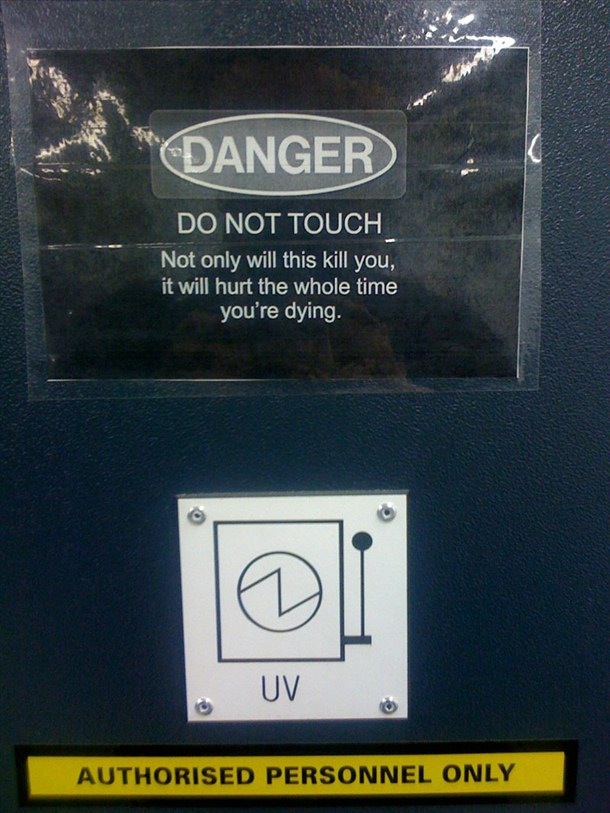 DANGER
DO NOT TOUCH
Not only will this kill you,
it will hurt the whole time
you're dying.
UV
AUTHORISED PERSONNEL ONLY